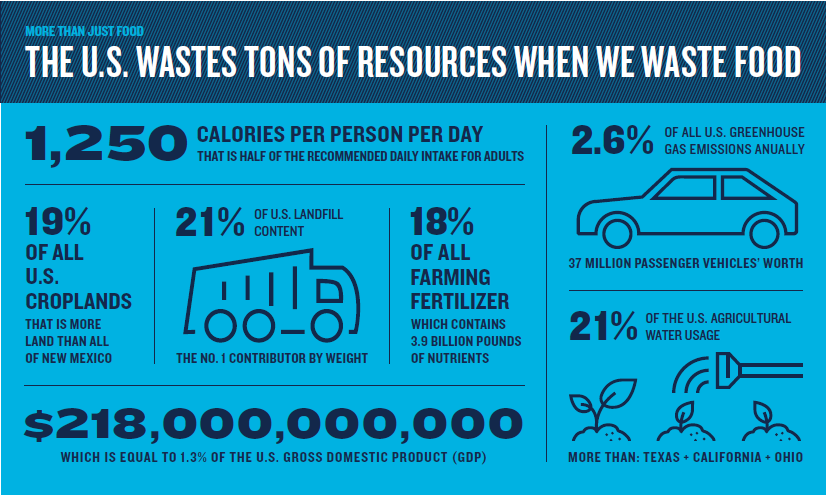 MORE THAN JUST FOOD
THE U.S. WASTES TONS OF RESOURCES WHEN WE WASTE FOOD
1,250
CALORIES PER PERSON PER DAY
THAT IS HALF OF THE RECOMMENDED DAILY INTAKE FOR ADULTS
19%
OF ALL
U.S.
CROPLANDS
THAT IS MORE
LAND THAN ALL
OF NEW MEXICO
21%
OF U.S. LANDFILL
CONTENT
THE NO. 1 CONTRIBUTOR BY WEIGHT
18%
OF ALL
FARMING
FERTILIZER
WHICH CONTAINS
3.9 BILLION POUNDS
OF NUTRIENTS
$218,000,000,000
WHICH IS EQUAL TO 1.3% OF THE U.S. GROSS DOMESTIC PRODUCT (GDP)
2.6%
OF ALL U.S. GREENHOUSE
GAS EMISSIONS ANUALLY
37 MILLION PASSENGER VEHICLES' WORTH
21%
OF THE U.S. AGRICULTURAL
WATER USAGE
MORE THAN: TEXAS + CALIFORNIA + OHIO